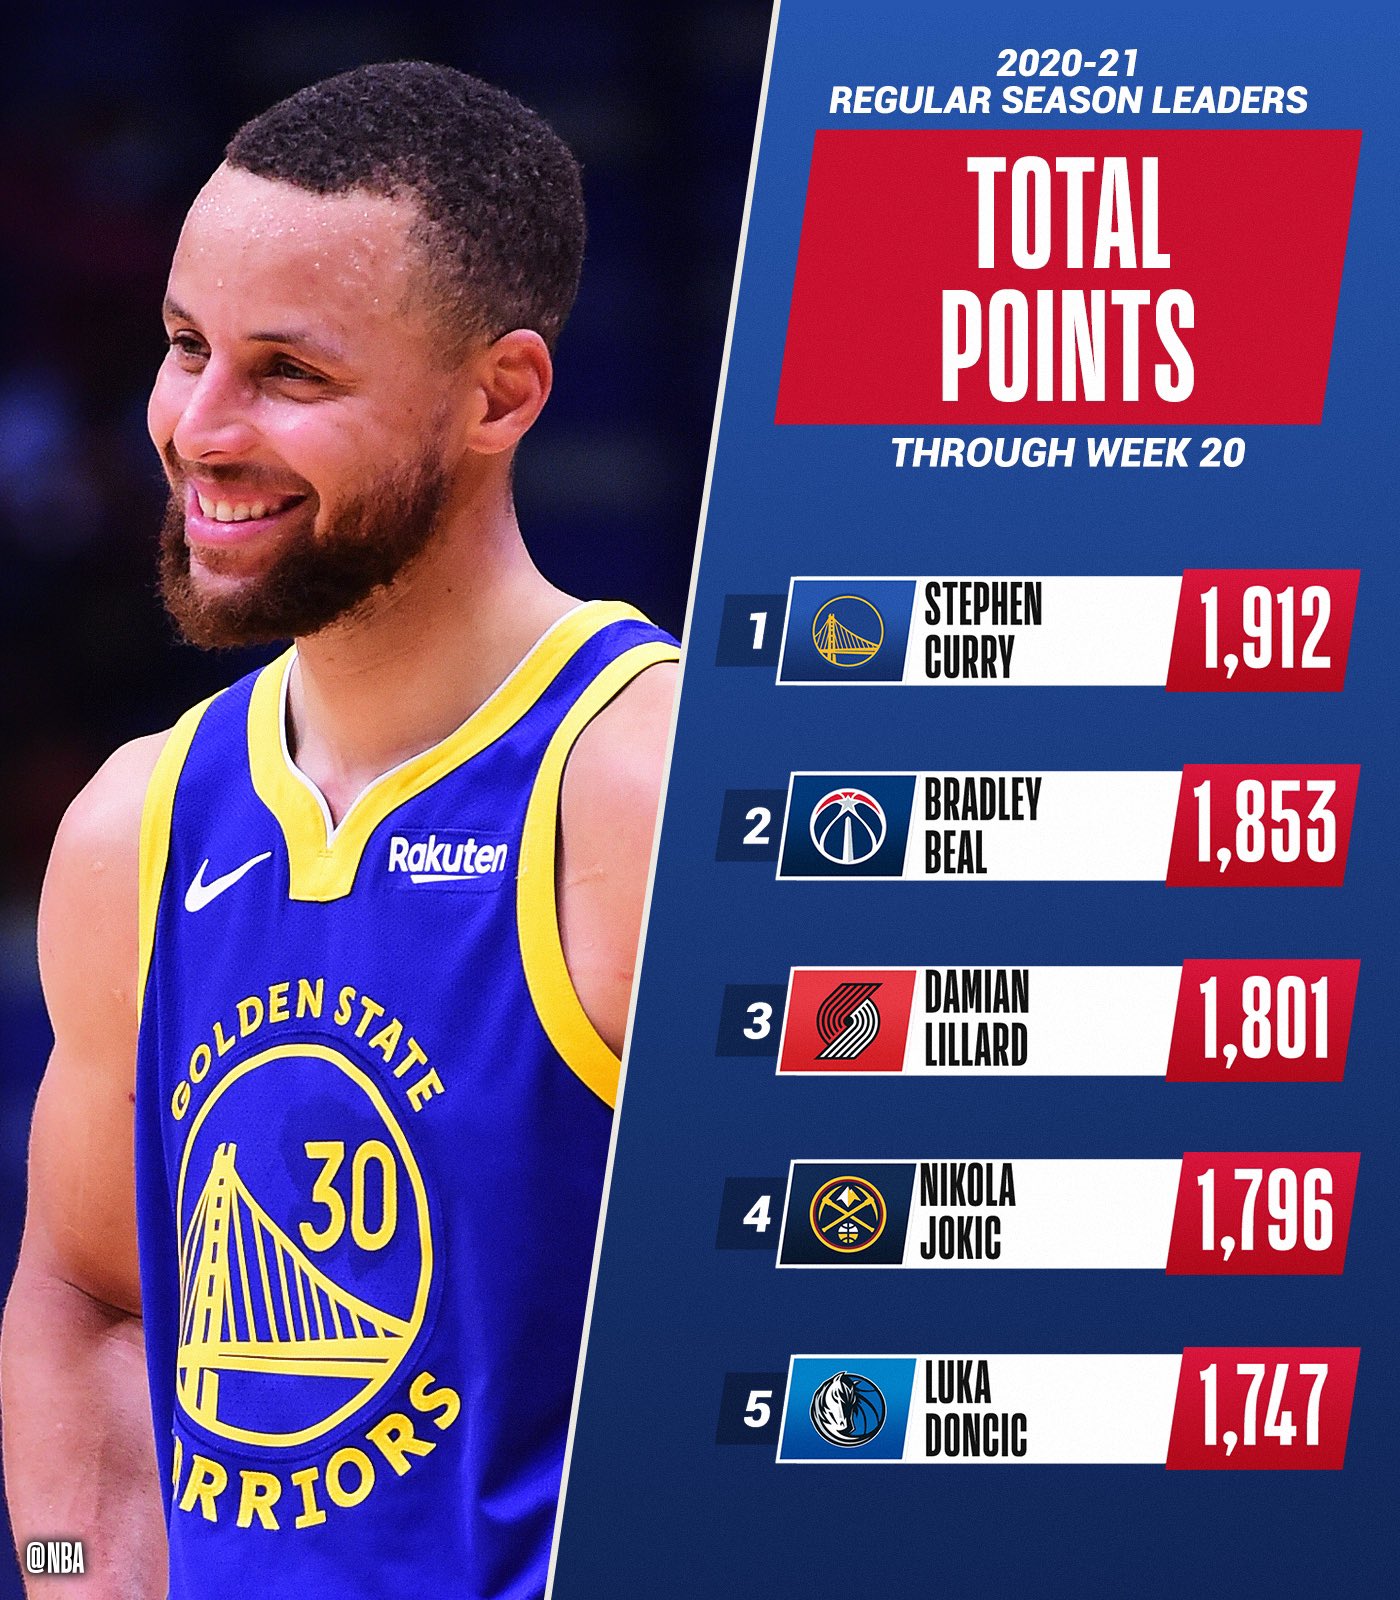 2020-21
REGULAR SEASON LEADERS
TOTAL
POINTS
THROUGH WEEK 20
1
STEPHEN
CURRY
1,912
2
BRADLEY
BEAL
1,853
3
DAMIAN
LILLARD
1,801
4
NIKOLA
JOKIC
1,796
5
LUKA
DONCIC
1,747
Rakuten
GOLDEN STATE
30
@NBA